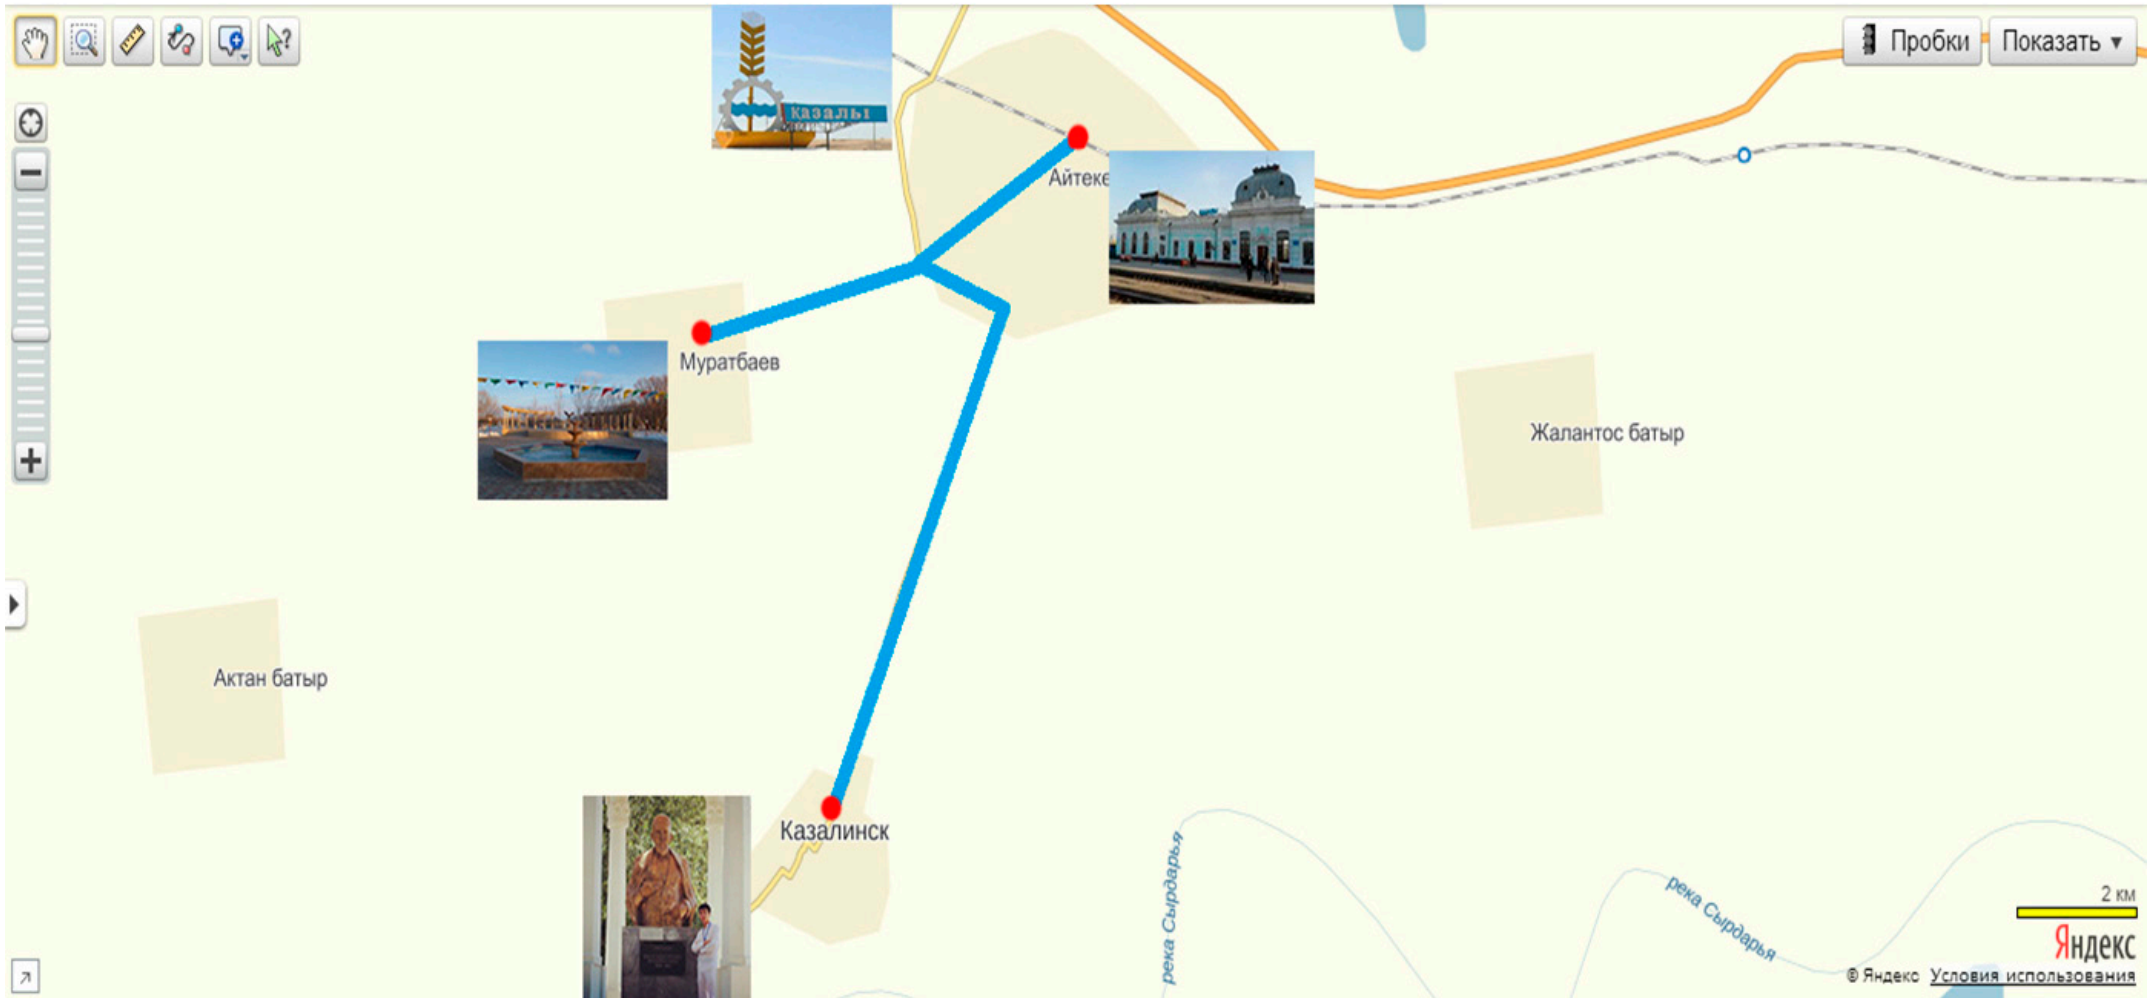 Пробки
Показать
қазалы
Айтеке
Муратбаев
Жалантос батыр
Актан батыр
Казалинск
река Сырдарья
река Сырдарья
2 км
Яндекс
© Яндекс Условия использования